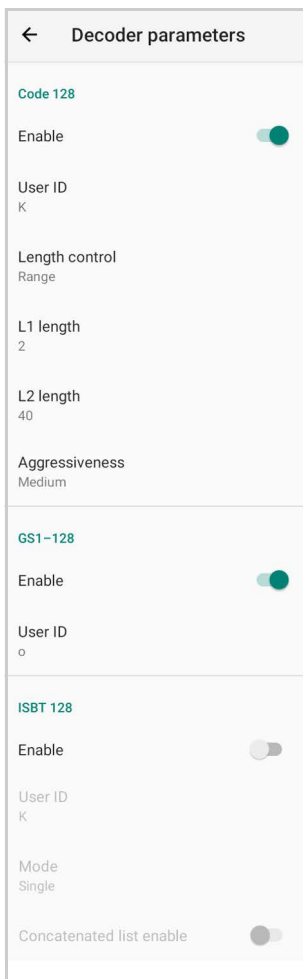 Decoder parameters
Code 128
Enable
User ID
K
Length control
Range
L1 length
2
L2 length
40
Aggressiveness
Medium
GS1-128
Enable
User ID
o
ISBT 128
Enable
User ID
K
Mode
Single
Concatenated list enable